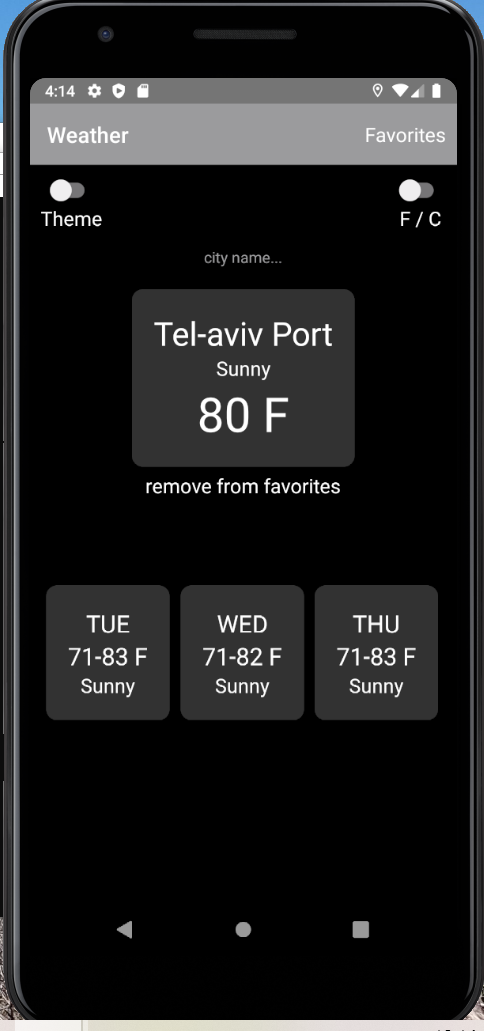 4:14
Weather Favorites
Theme F / C
city name...
Tel-aviv Port
Sunny
80 F
remove from favorites
TUE WED THU
71-83 F 71-82 F 71-83 F
Sunny Sunny Sunny